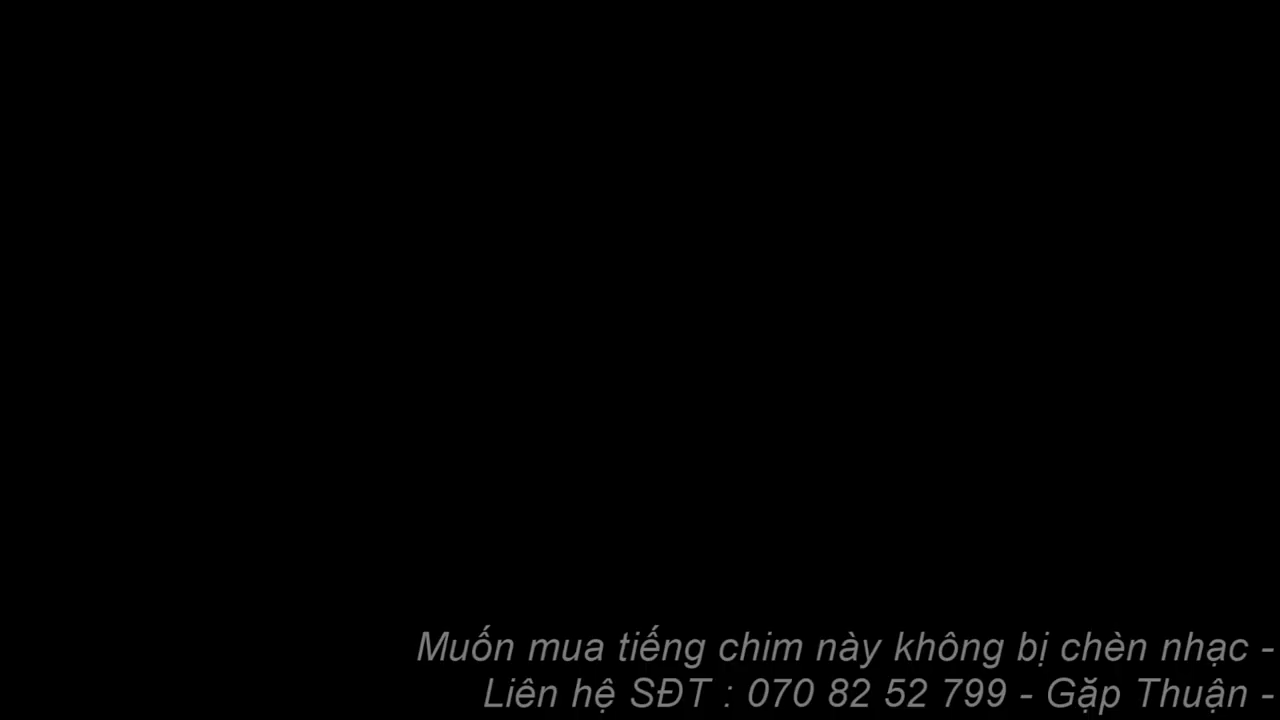 Muốn mua tiếng chim này không bị chèn nhạc -
Liên hệ SĐT : 070 82 52 799 - Gặp Thuận -